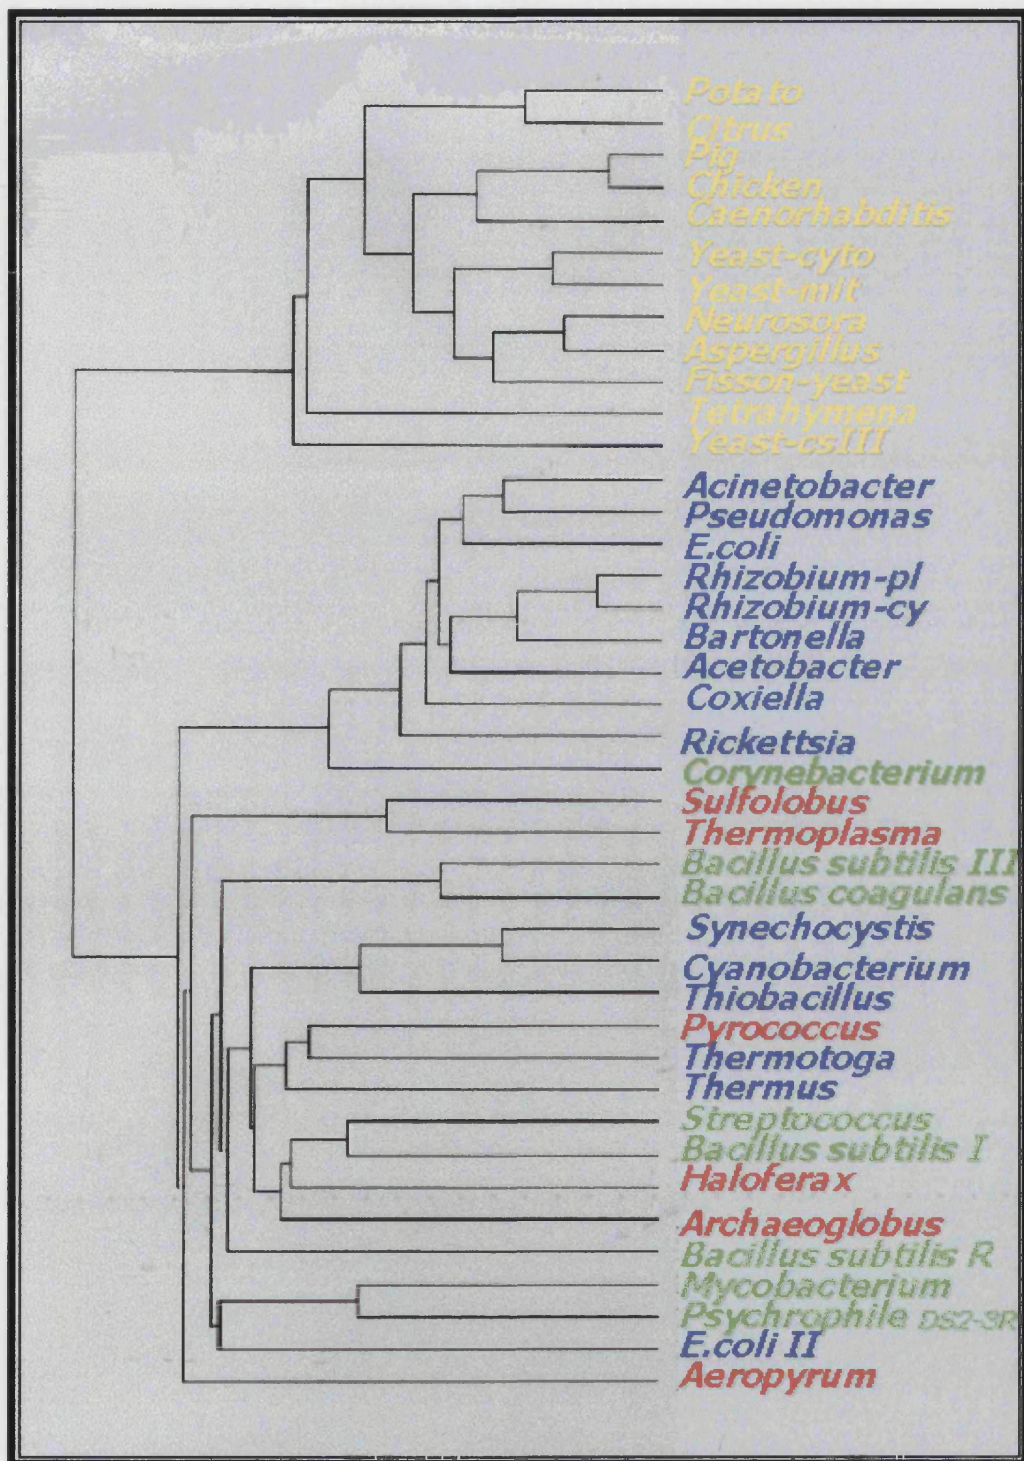 Potato
Citrus
Pig
Chicken
Caenorhabditis
Yeast-cyto
Yeast-mit
Neurosora
Aspergillus
Fisson-yeast
Tetrahymena
Yeast-csIII
Acinetobacter
Pseudomonas
E.coli
Rhizobium-pl
Rhizobium-cy
Bartonella
Acetobacter
Coxiella
Rickettsia
Corynebacterium
Sulfolobus
Thermoplasma
Bacillus subtilis III
Bacillus coagulans
Synechocystis
Cyanobacterium
Thiobacillus
Pyrococcus
Thermotoga
Thermus
Streptococcus
Bacillus subtilis I
Haloferax
Archaeoglobus
Bacillus subtilis R
Mycobacterium
Psychrophile DS2-3R
E.coli II
Aeropyrum